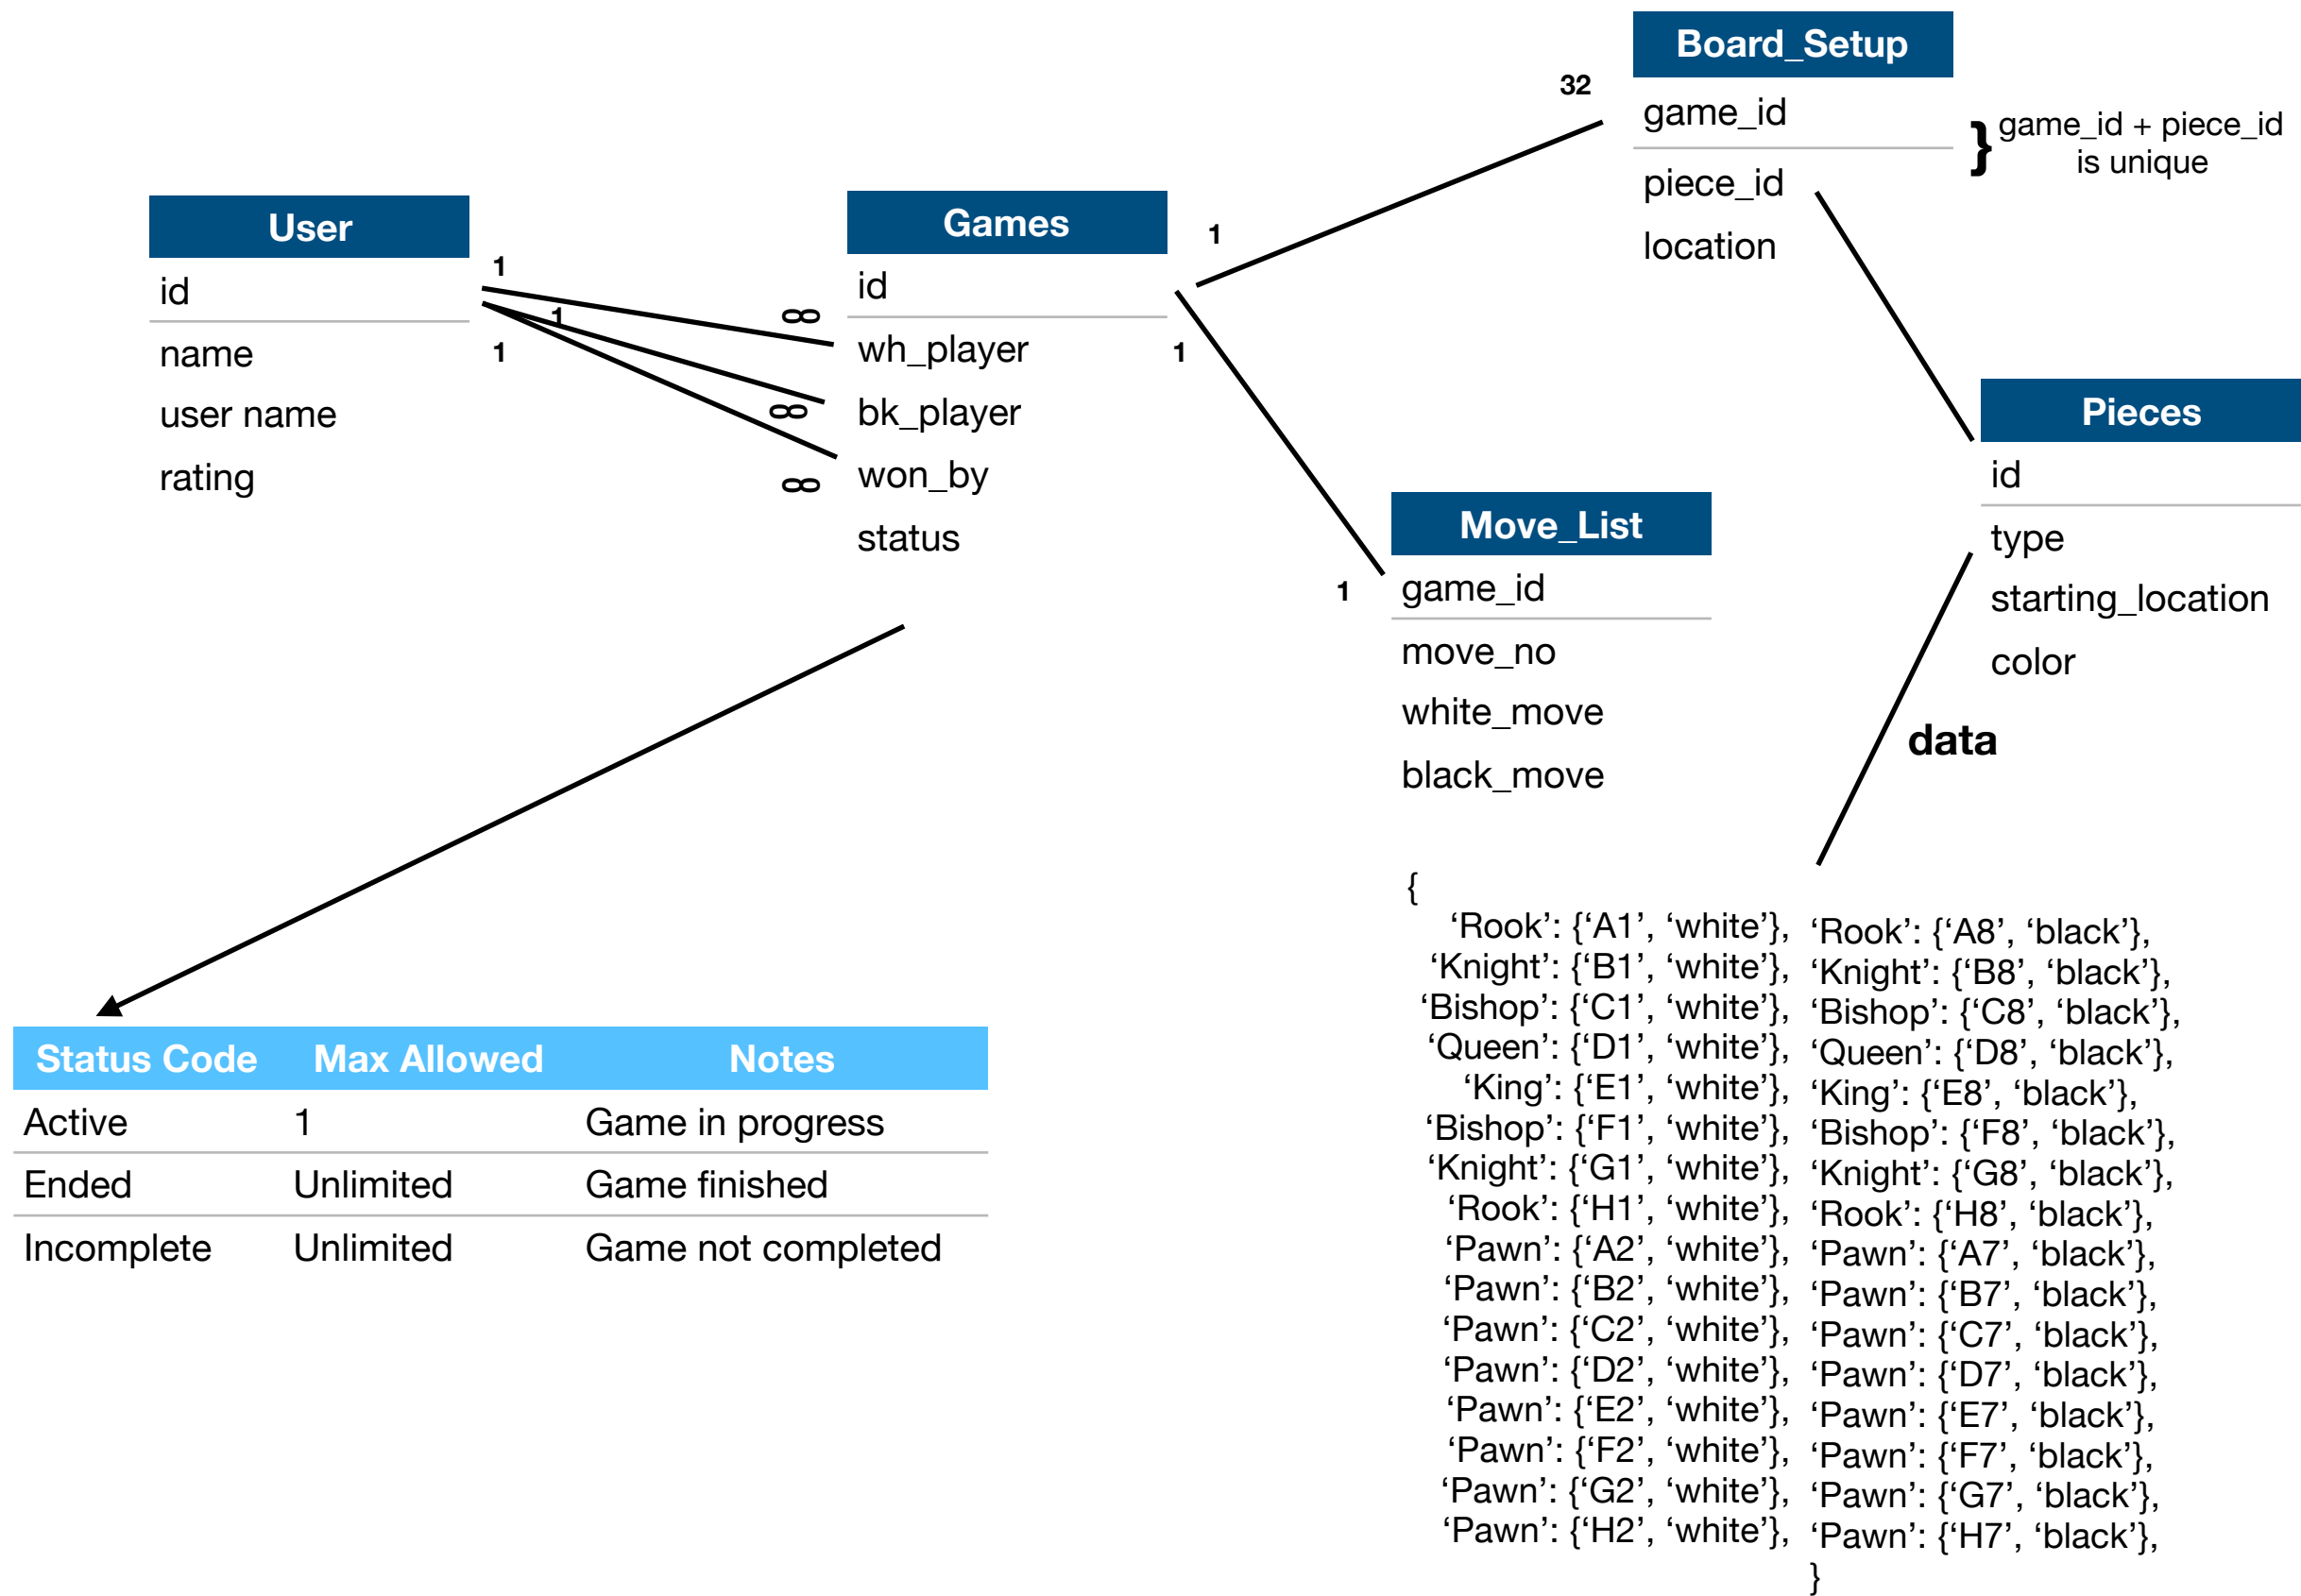 Board_Setup
32
game_id
} game_id + piece_id
is unique
piece_id
location
User
id
name
user name
rating
1
1
1
∞
∞
∞
Games
id
wh_player
bk_player
won_by
status
1
1
1
Move_List
game_id
move_no
white_move
black_move
Pieces
id
type
starting_location
color
data
Status Code Max Allowed Notes
Active 1 Game in progress
Ended Unlimited Game finished
Incomplete Unlimited Game not completed
{
‘Rook’: {‘A1’, ‘white’},
‘Knight’: {‘B1’, ‘white’},
‘Bishop’: {‘C1’, ‘white’},
‘Queen’: {‘D1’, ‘white’},
‘King’: {‘E1’, ‘white’},
‘Bishop’: {‘F1’, ‘white’},
‘Knight’: {‘G1’, ‘white’},
‘Rook’: {‘H1’, ‘white’},
‘Pawn’: {‘A2’, ‘white’},
‘Pawn’: {‘B2’, ‘white’},
‘Pawn’: {‘C2’, ‘white’},
‘Pawn’: {‘D2’, ‘white’},
‘Pawn’: {‘E2’, ‘white’},
‘Pawn’: {‘F2’, ‘white’},
‘Pawn’: {‘G2’, ‘white’},
‘Pawn’: {‘H2’, ‘white’},
‘Rook’: {‘A8’, ‘black’},
‘Knight’: {‘B8’, ‘black’},
‘Bishop’: {‘C8’, ‘black’},
‘Queen’: {‘D8’, ‘black’},
‘King’: {‘E8’, ‘black’},
‘Bishop’: {‘F8’, ‘black’},
‘Knight’: {‘G8’, ‘black’},
‘Rook’: {‘H8’, ‘black’},
‘Pawn’: {‘A7’, ‘black’},
‘Pawn’: {‘B7’, ‘black’},
‘Pawn’: {‘C7’, ‘black’},
‘Pawn’: {‘D7’, ‘black’},
‘Pawn’: {‘E7’, ‘black’},
‘Pawn’: {‘F7’, ‘black’},
‘Pawn’: {‘G7’, ‘black’},
‘Pawn’: {‘H7’, ‘black’},
}